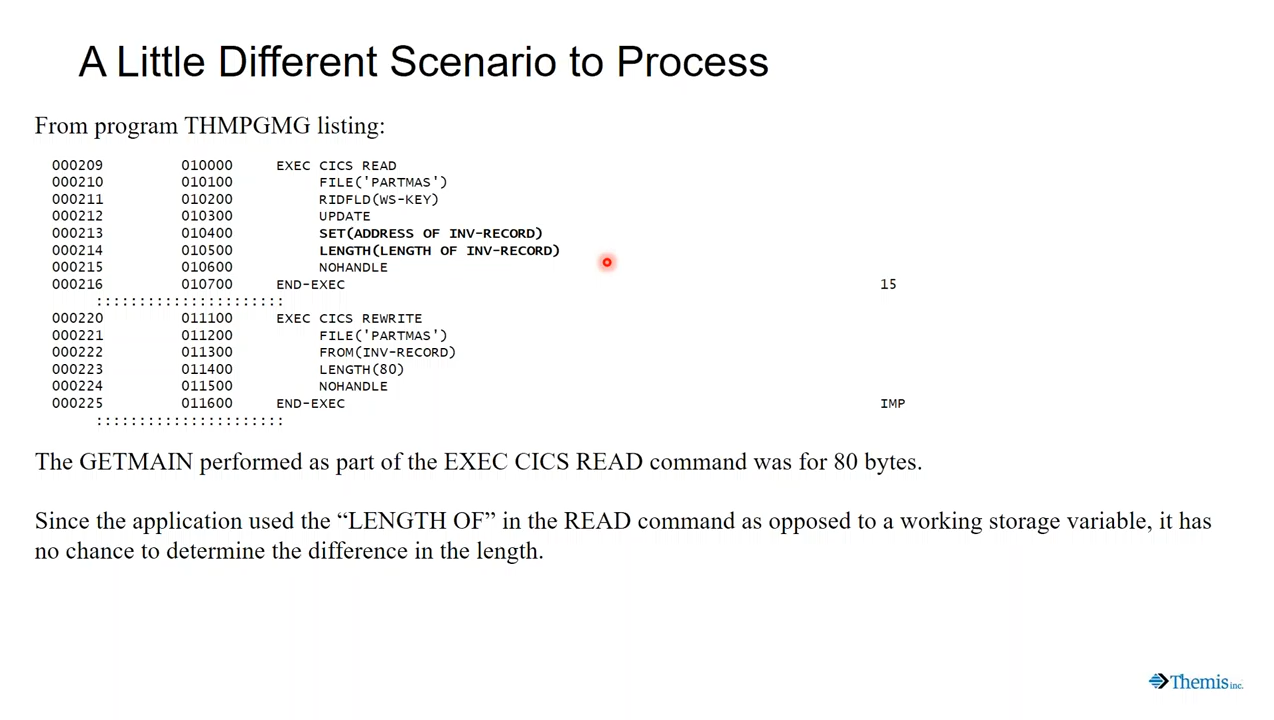 A Little Different Scenario to Process
From program THMPGMG listing:
000209 010000 EXEC CICS READ
000210 010100 FILE('PARTMAS')
000211 010200 RIDFLD(WS-KEY)
000212 010300 UPDATE
000213 010400 SET(ADDRESS OF INV-RECORD)
000214 010500 LENGTH(LENGTH OF INV-RECORD)
000215 010600 NOHANDLE
000216 010700 END-EXEC 15
::::::::::::::::::::::
000220 011100 EXEC CICS REWRITE
000221 011200 FILE('PARTMAS')
000222 011300 FROM(INV-RECORD)
000223 011400 LENGTH(80)
000224 011500 NOHANDLE
000225 011600 END-EXEC IMP
::::::::::::::::::::::
The GETMAIN performed as part of the EXEC CICS READ command was for 80 bytes.
Since the application used the “LENGTH OF” in the READ command as opposed to a working storage variable, it has
no chance to determine the difference in the length.
Themis inc.